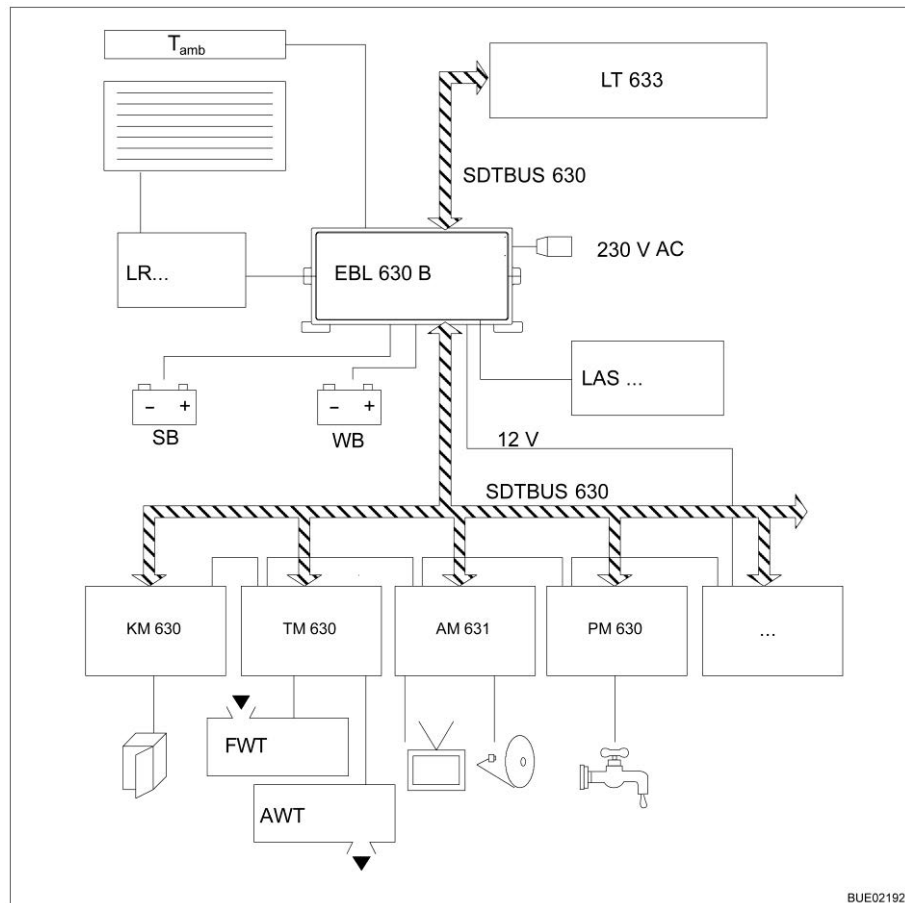 Tamb
LT 633
SDTBUS 630
LR...
EBL 630 B
230 V AC
LAS ...
- +
SB
- +
WB
12 V
SDTBUS 630
KM 630
TM 630
AM 631
PM 630
...
FWT
AWT
BUE02192